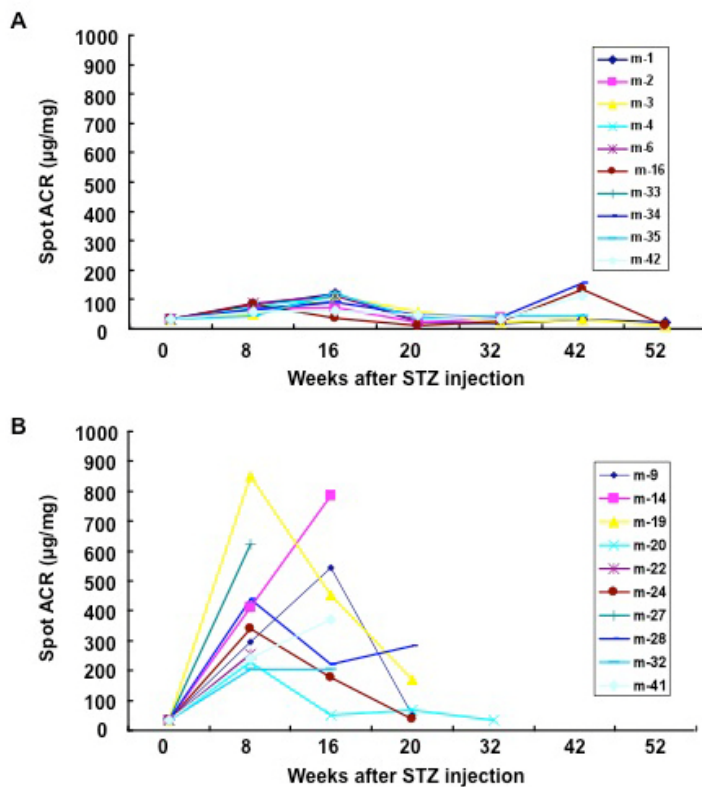 A
1000
900
800
700
600
500
400
300
200
100
0
Spot ACR (µg/mg)
0 8 16 20 32 42 52
Weeks after STZ injection
m-1
m-2
m-3
m-4
m-6
m-16
m-33
m-34
m-35
m-42
B
1000
900
800
700
600
500
400
300
200
100
0
Spot ACR (µg/mg)
0 8 16 20 32 42 52
Weeks after STZ injection
m-9
m-14
m-19
m-20
m-22
m-24
m-27
m-28
m-32
m-41